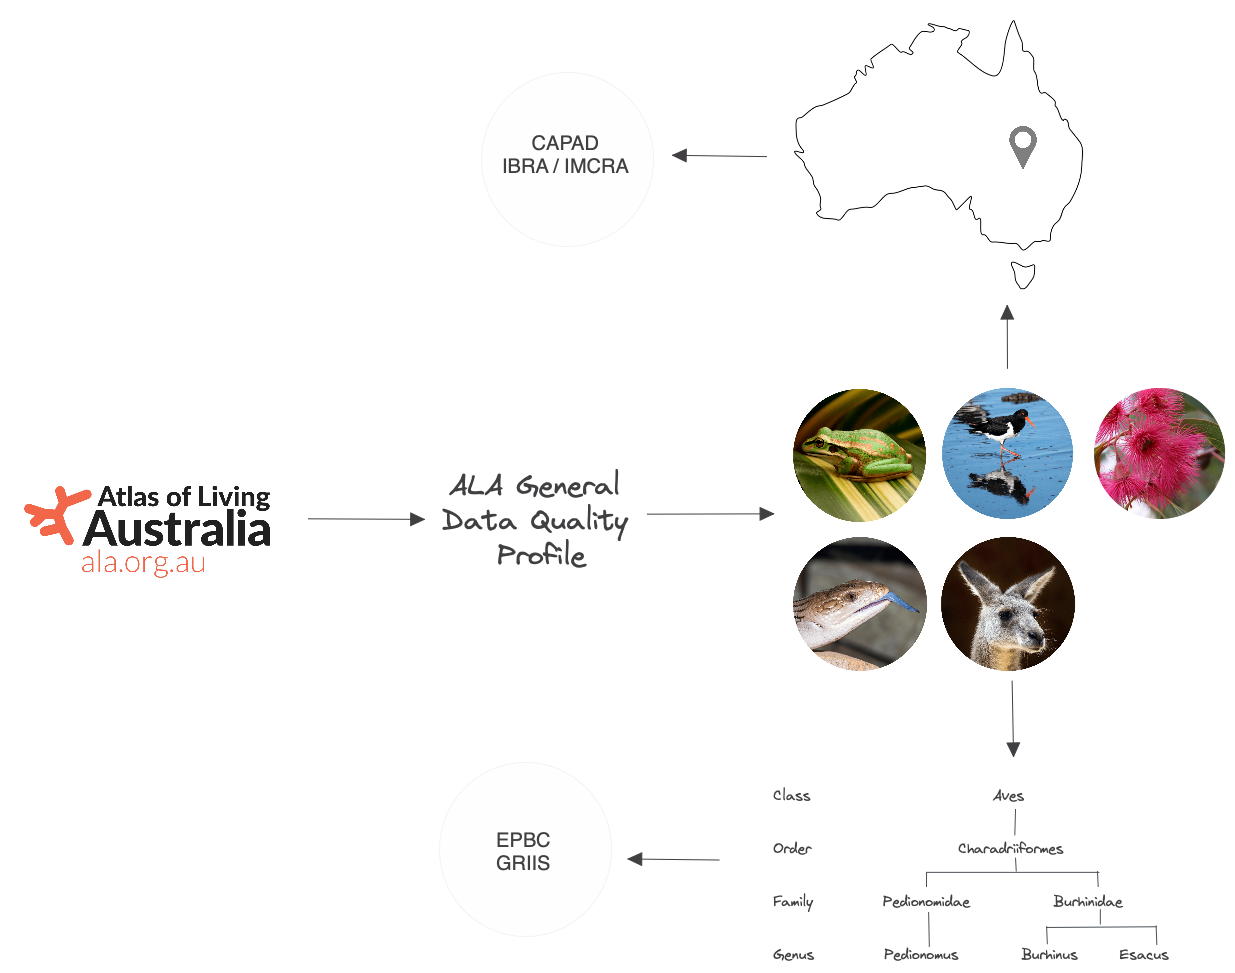 CAPAD
IBRA / IMCRA
Atlas of Living
Australia
ala.org.au
ALA General
Data Quality
Profile
EPBC
GRIIS
Class Aves
Order Charadriiformes
Family Pedionomidae Burhinidae
Genus Pedionomus Burhinus Esacus